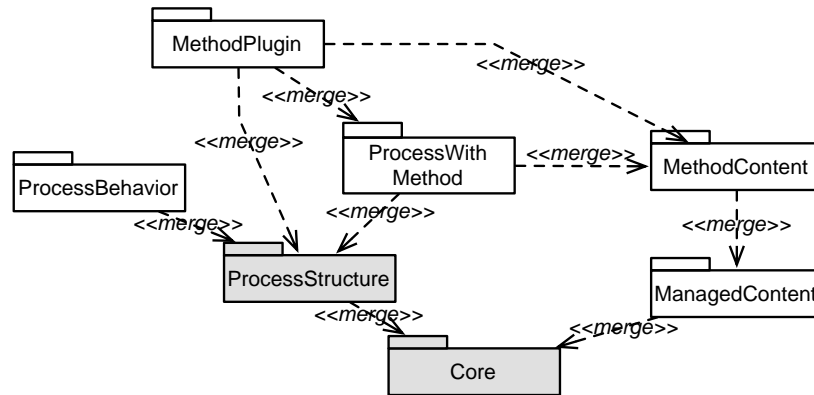 MethodPlugin
<<merge>>
<<merge>>
<<merge>>
ProcessWith
Method
<<merge>>
MethodContent
ProcessBehavior
<<merge>>
<<merge>>
<<merge>>
ProcessStructure
ManagedContent
<<merge>>
<<merge>>
Core